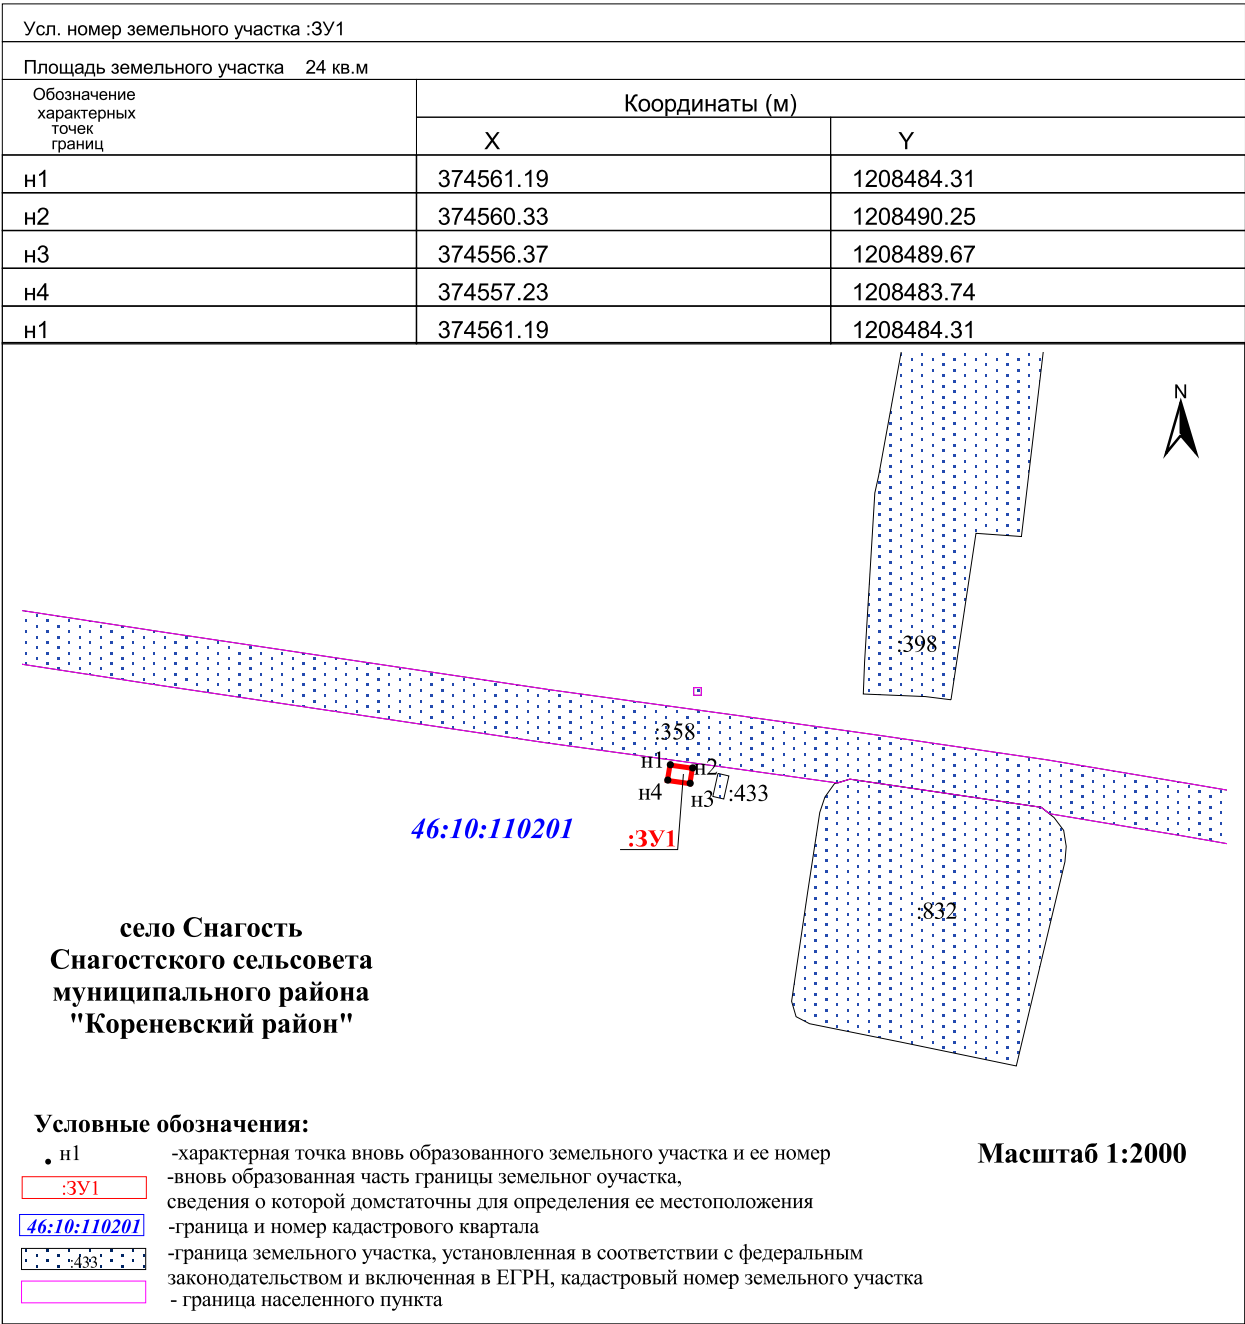 Усл. номер земельного участка :ЗУ1
Площадь земельного участка 24 кв.м
Обозначение
характерных
точек
границ
Координаты (м)
X Y
н1 374561.19 1208484.31
н2 374560.33 1208490.25
н3 374556.37 1208489.67
н4 374557.23 1208483.74
н1 374561.19 1208484.31
N
:398
:358
н1 н2
н4 н3 :433
46:10:110201
:ЗУ1
:832
село Снагость
Снагостского сельсовета
муниципального района
"Кореневский район"
Условные обозначения:
н1 -характерная точка вновь образованного земельного участка и ее номер
Масштаб 1:2000
:ЗУ1 -вновь образованная часть границы земельног оучастка,
сведения о которой домстаточны для определения ее местоположения
46:10:110201 -граница и номер кадастрового квартала
:433 -граница земельного участка, установленная в соответствии с федеральным
законодательством и включенная в ЕГРН, кадастровый номер земельного участка
- граница населенного пункта